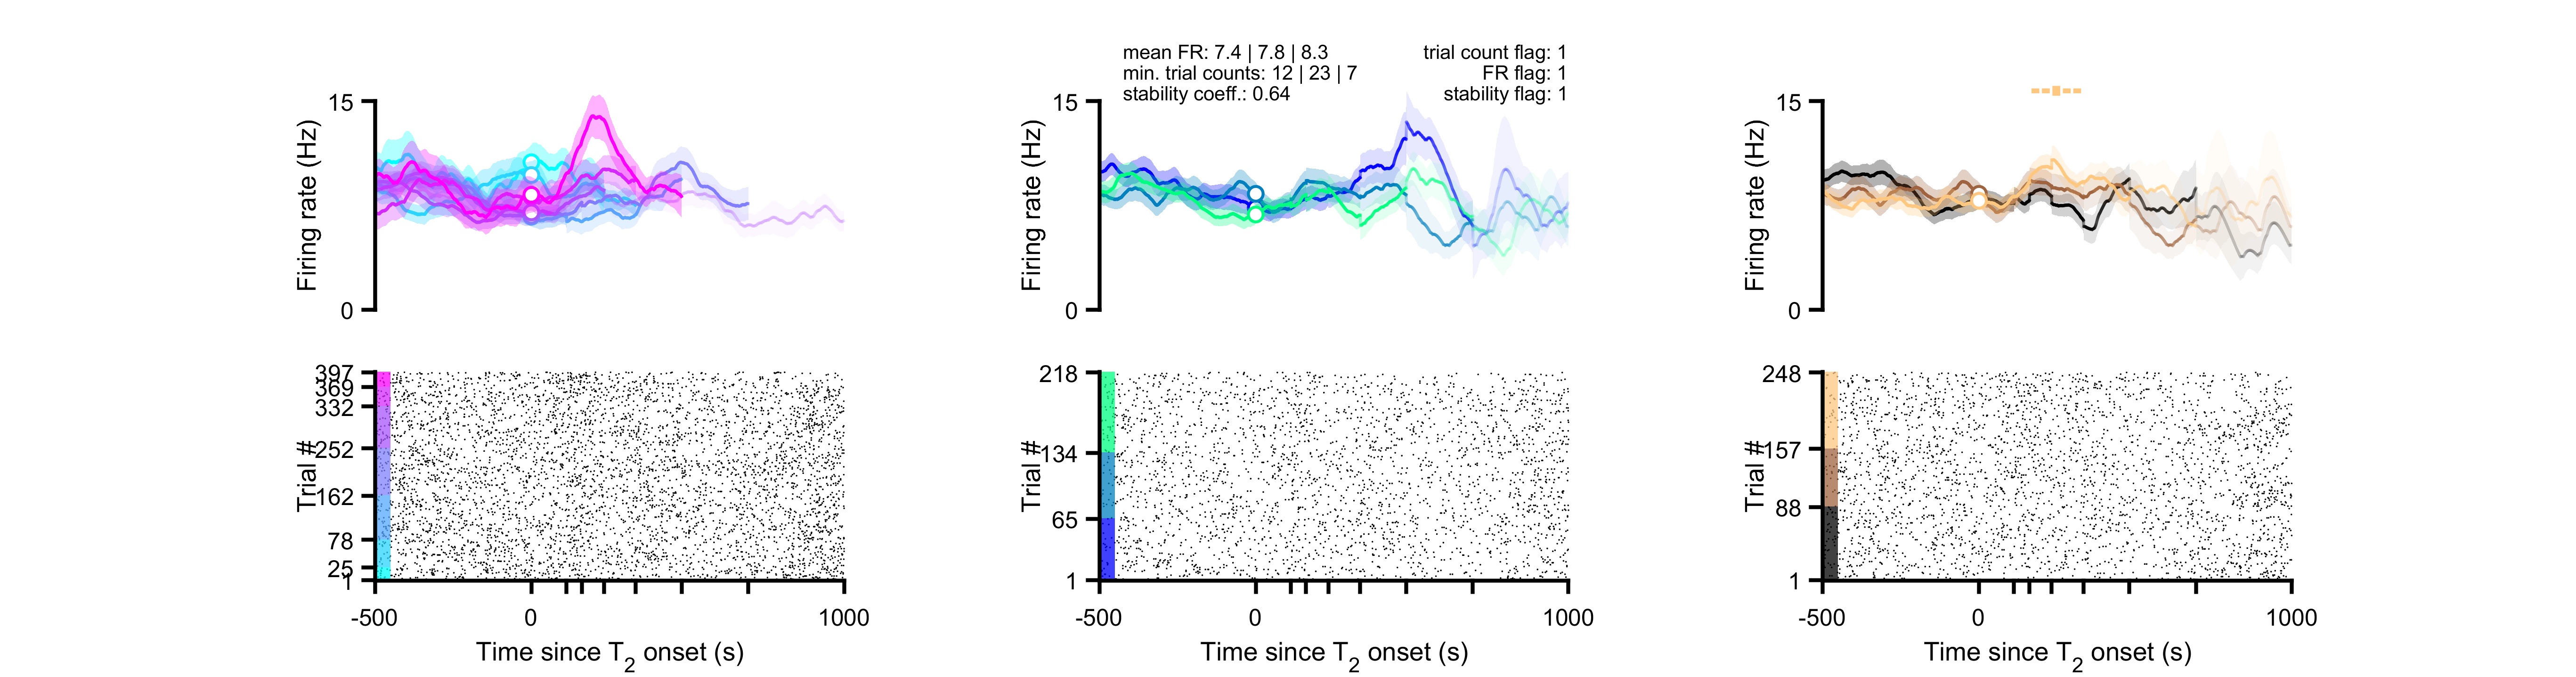 mean FR: 7.4 | 7.8 | 8.3
min. trial counts: 12 | 23 | 7
stability coeff.: 0.64
trial count flag: 1
FR flag: 1
stability flag: 1
15
Firing rate (Hz)
0
15
Firing rate (Hz)
0
15
Firing rate (Hz)
0
397
369
332
252
162
78
25
1
Trial #
-500
0
1000
Time since T2 onset (s)
218
134
65
1
Trial #
-500
0
1000
Time since T2 onset (s)
248
157
88
1
Trial #
-500
0
1000
Time since T2 onset (s)